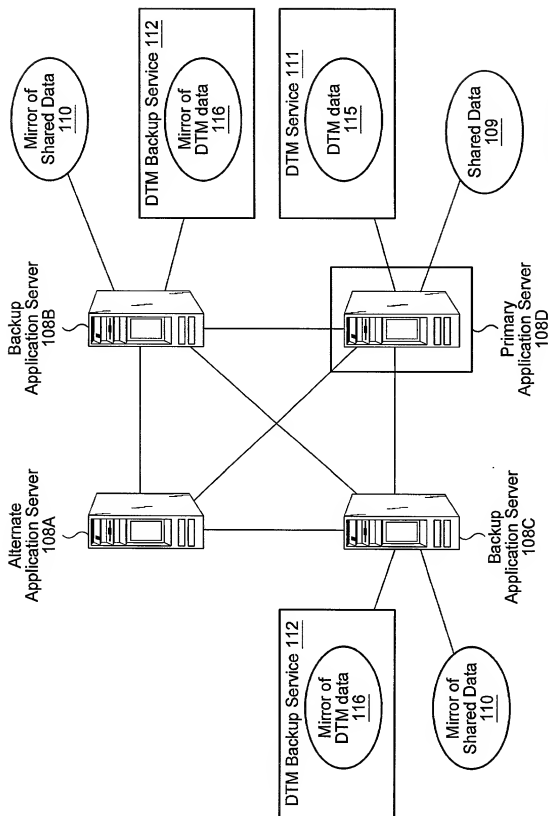 Alternate
Application Server
108A
Backup
Application Server
108B
Mirror of
Shared Data
110
DTM Backup Service 112
Mirror of
DTM data
116
DTM Backup Service 112
Mirror of
DTM data
116
DTM Service 111
DTM data
115
Mirror of
Shared Data
110
Backup
Application Server
108C
Primary
Application Server
108D
Shared Data
109